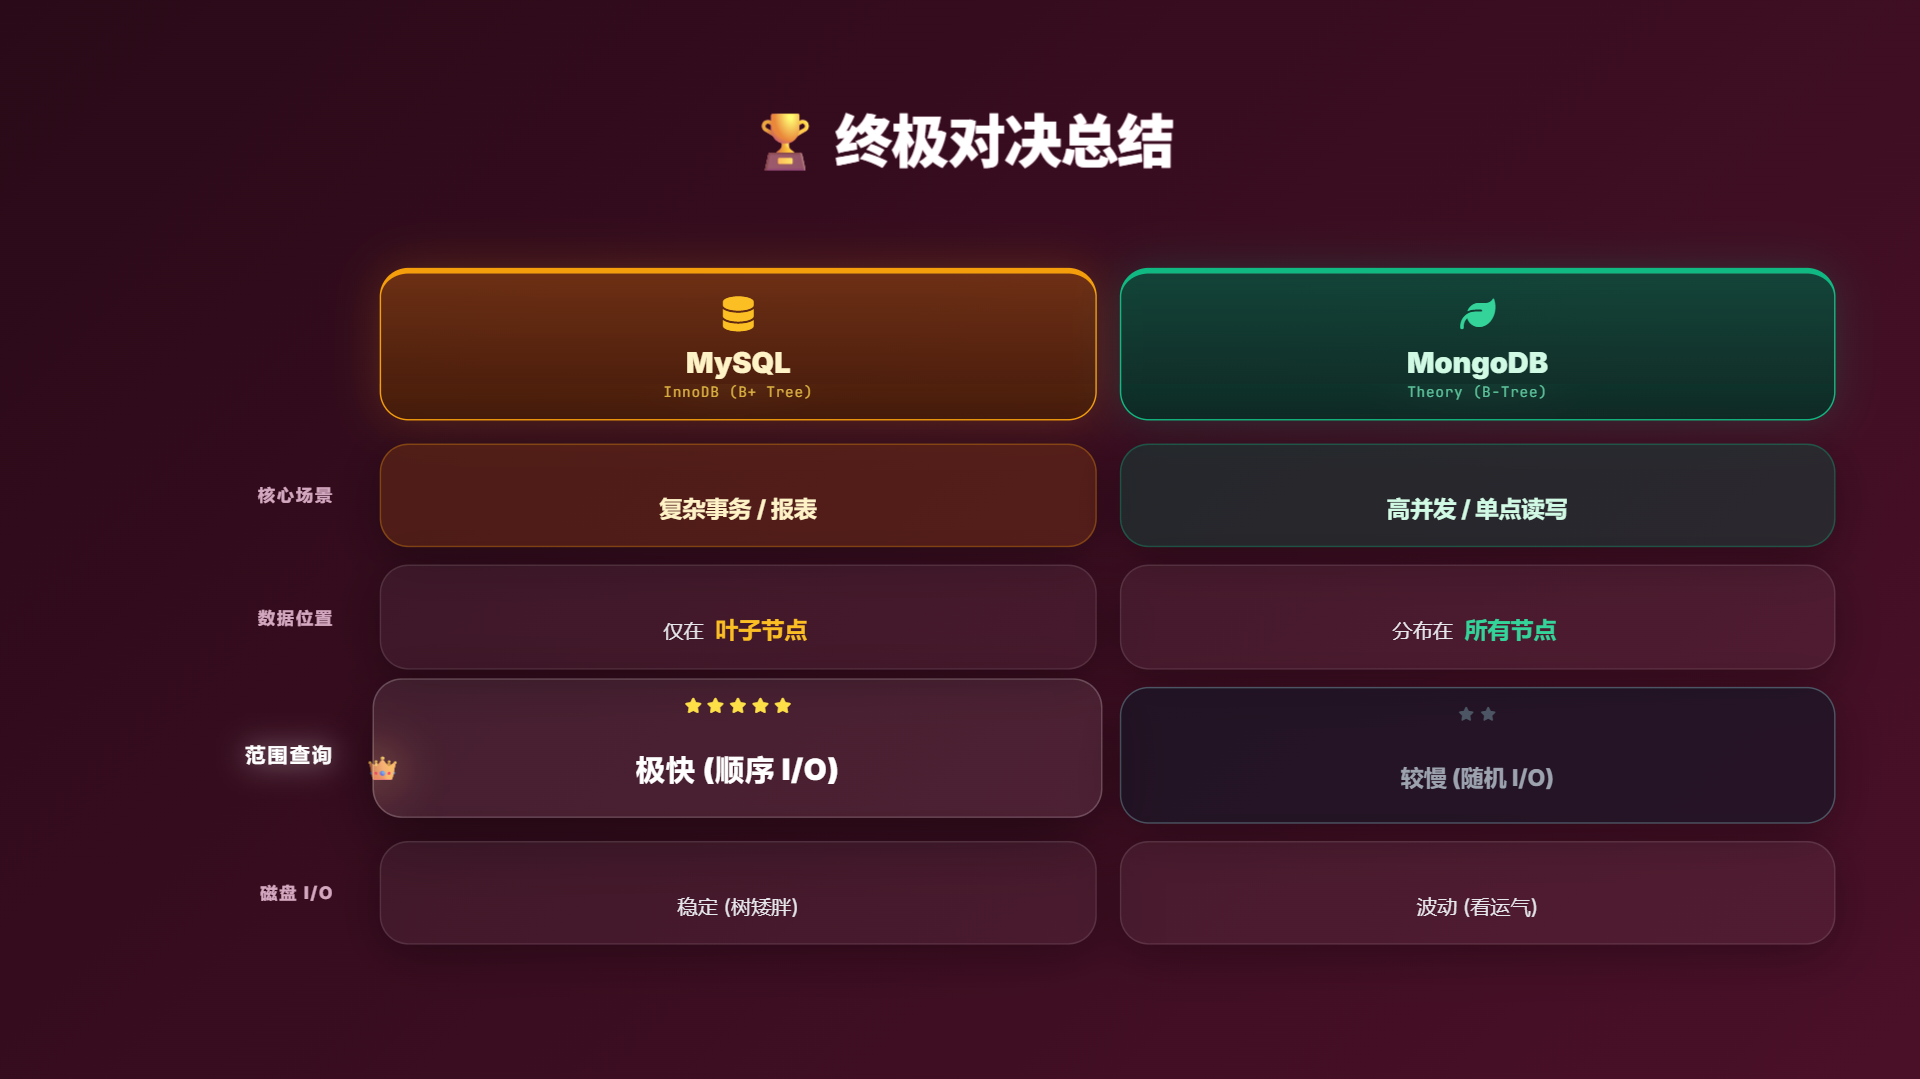 🏆 终极对决总结
MySQL
InnoDB (B+ Tree)
MongoDB
Theory (B-Tree)
核心场景
复杂事务 / 报表
高并发 / 单点读写
数据位置
仅在 叶子节点
分布在 所有节点
范围查询
极快 (顺序 I/O)
较慢 (随机 I/O)
磁盘 I/O
稳定 (树矮胖)
波动 (看运气)